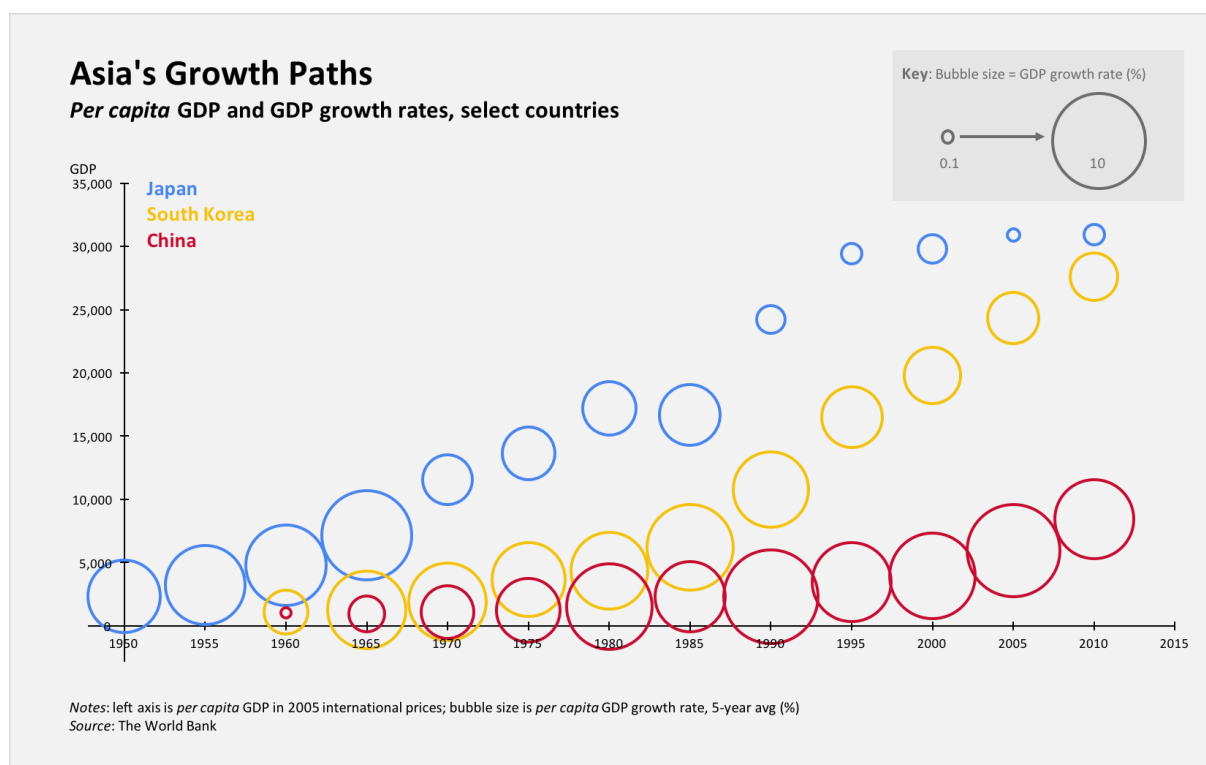 Asia's Growth Paths
Per capita GDP and GDP growth rates, select countries
Key: Bubble size = GDP growth rate (%)
0.1
10
GDP
35,000
30,000
25,000
20,000
15,000
10,000
5,000
0
Japan
South Korea
China
1950
1955
1960
1965
1970
1975
1980
1985
1990
1995
2000
2005
2010
2015
Notes: left axis is per capita GDP in 2005 international prices; bubble size is per capita GDP growth rate, 5-year avg (%)
Source: The World Bank